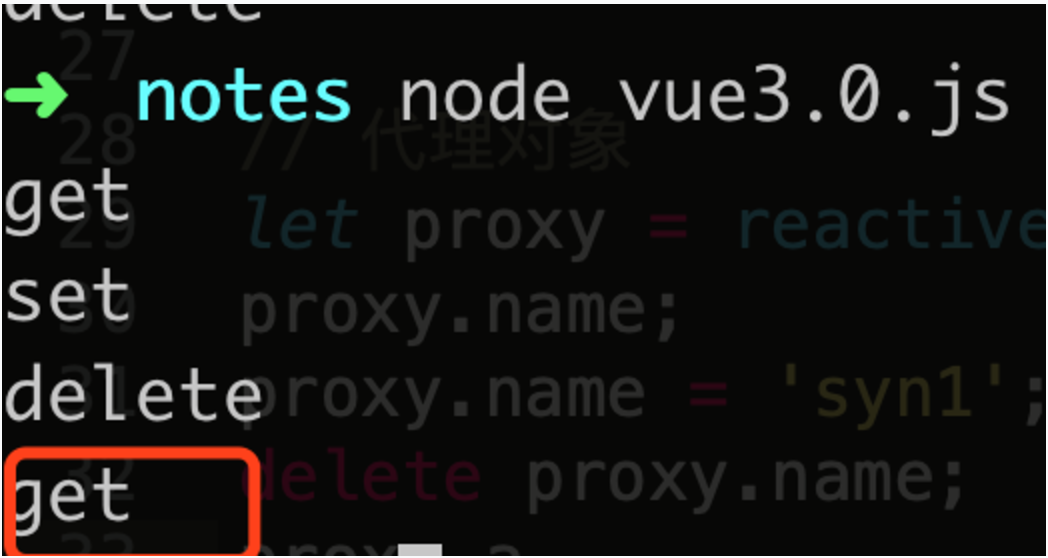 delete
27
➜ notes node vue3.0.js
28 // 代理对象
get
29 let proxy = reactive
set
30 proxy.name;
delete
31 proxy.name = 'syn1';
get
32 delete proxy.name;
33